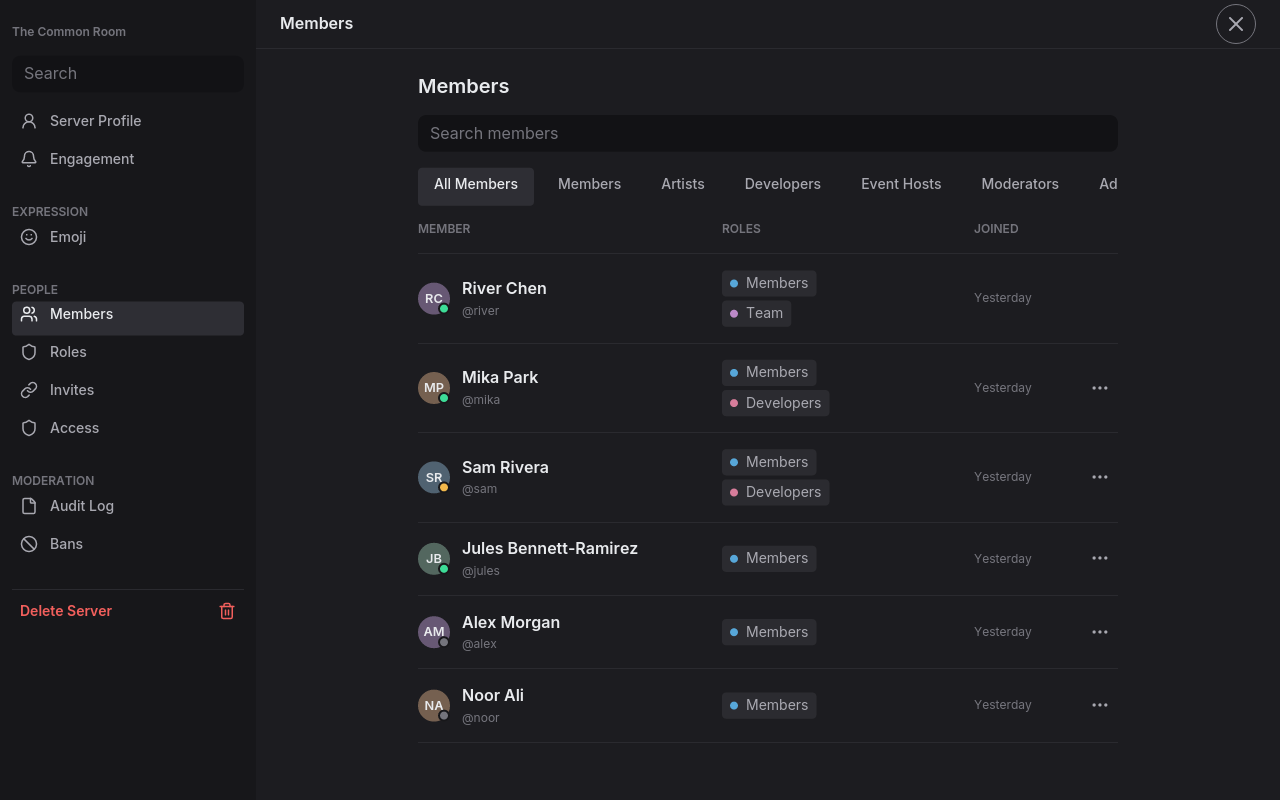 The Common Room
Search
Server Profile
Engagement
EXPRESSION
Emoji
PEOPLE
Members
Roles
Invites
Access
MODERATION
Audit Log
Bans
Delete Server
Members
Members
Search members
All Members Members Artists Developers Event Hosts Moderators Ad
MEMBER ROLES JOINED
RC River Chen @river Members Team Yesterday
MP Mika Park @mika Members Developers Yesterday
SR Sam Rivera @sam Members Developers Yesterday
JB Jules Bennett-Ramirez @jules Members Yesterday
AM Alex Morgan @alex Members Yesterday
NA Noor Ali @noor Members Yesterday